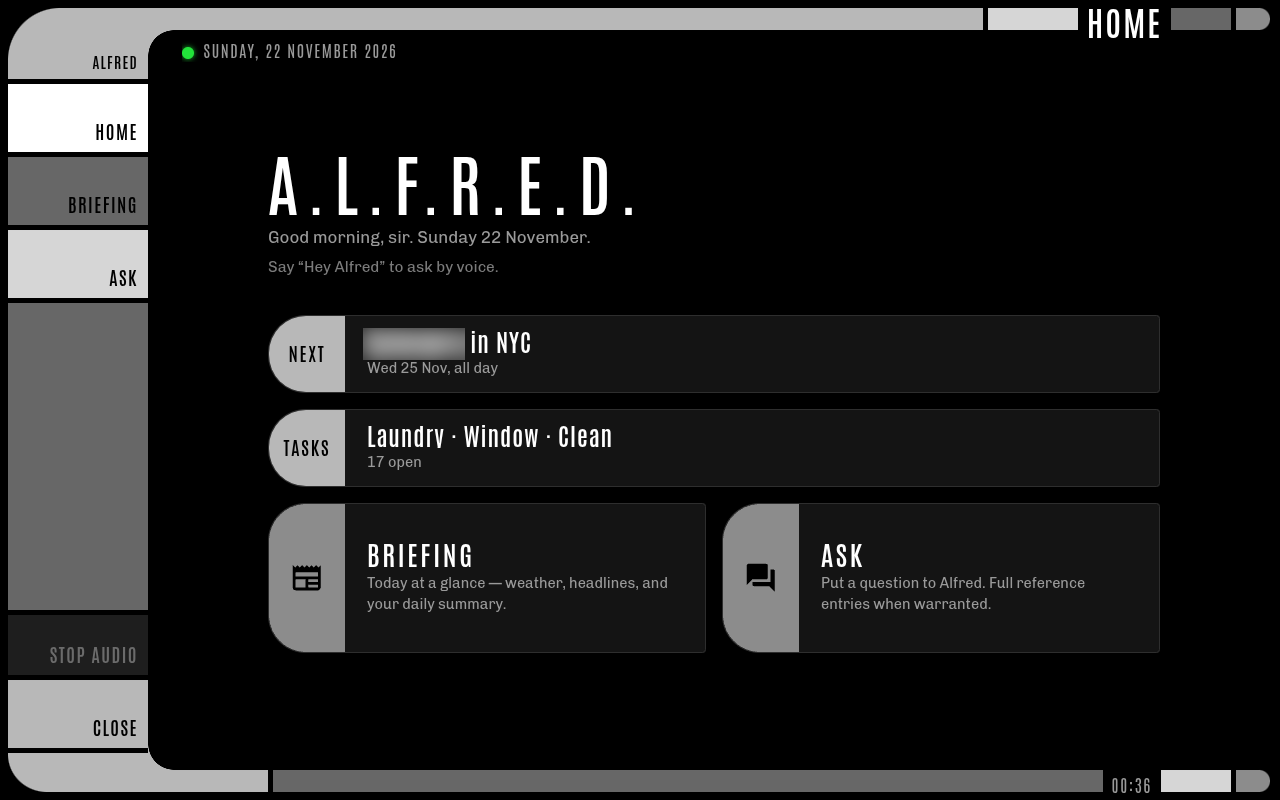 HOME
ALFRED
SUNDAY, 22 NOVEMBER 2026
HOME
BRIEFING
ASK
STOP AUDIO
CLOSE
A.L.F.R.E.D.
Good morning, sir. Sunday 22 November.
Say “Hey Alfred” to ask by voice.
NEXT
in NYC
Wed 25 Nov, all day
TASKS
Laundry · Window · Clean
17 open
BRIEFING
Today at a glance — weather, headlines, and
your daily summary.
ASK
Put a question to Alfred. Full reference
entries when warranted.
00:36